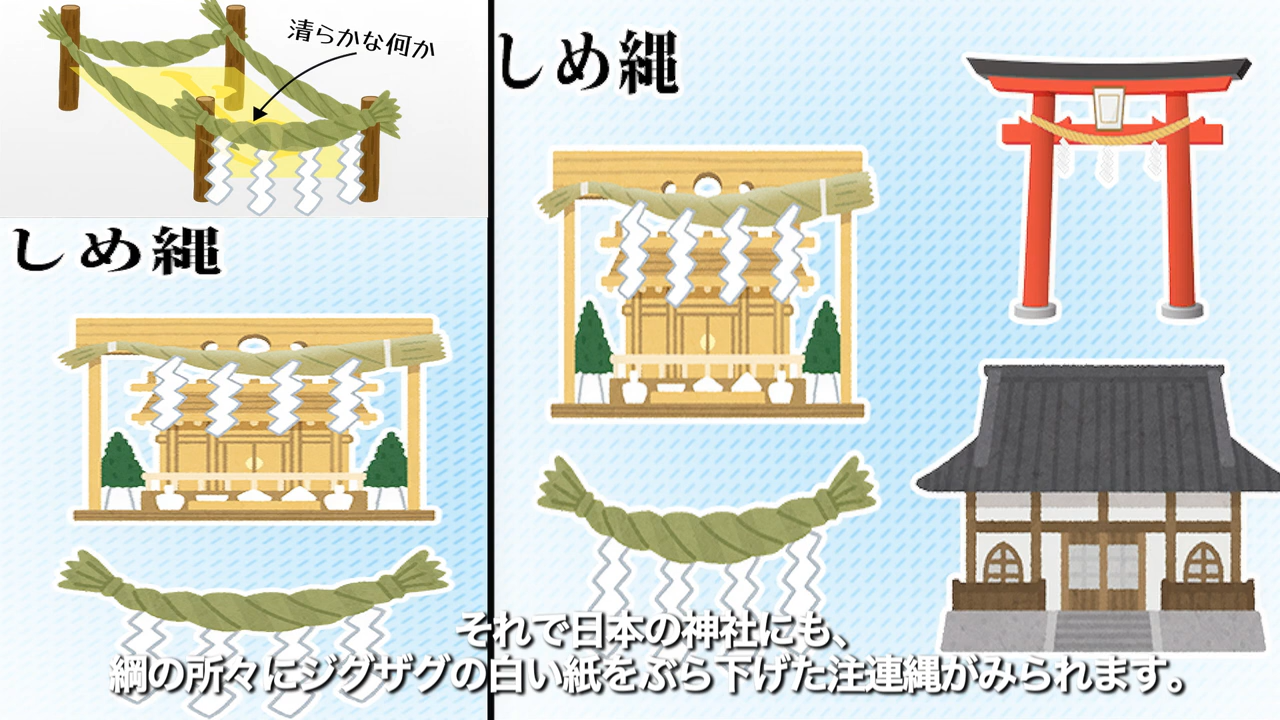 清らかな何か
しめ縄
しめ縄
それで日本の神社にも、
綱の所々にジグザグの白い紙をぶら下げた注連縄がみられます。